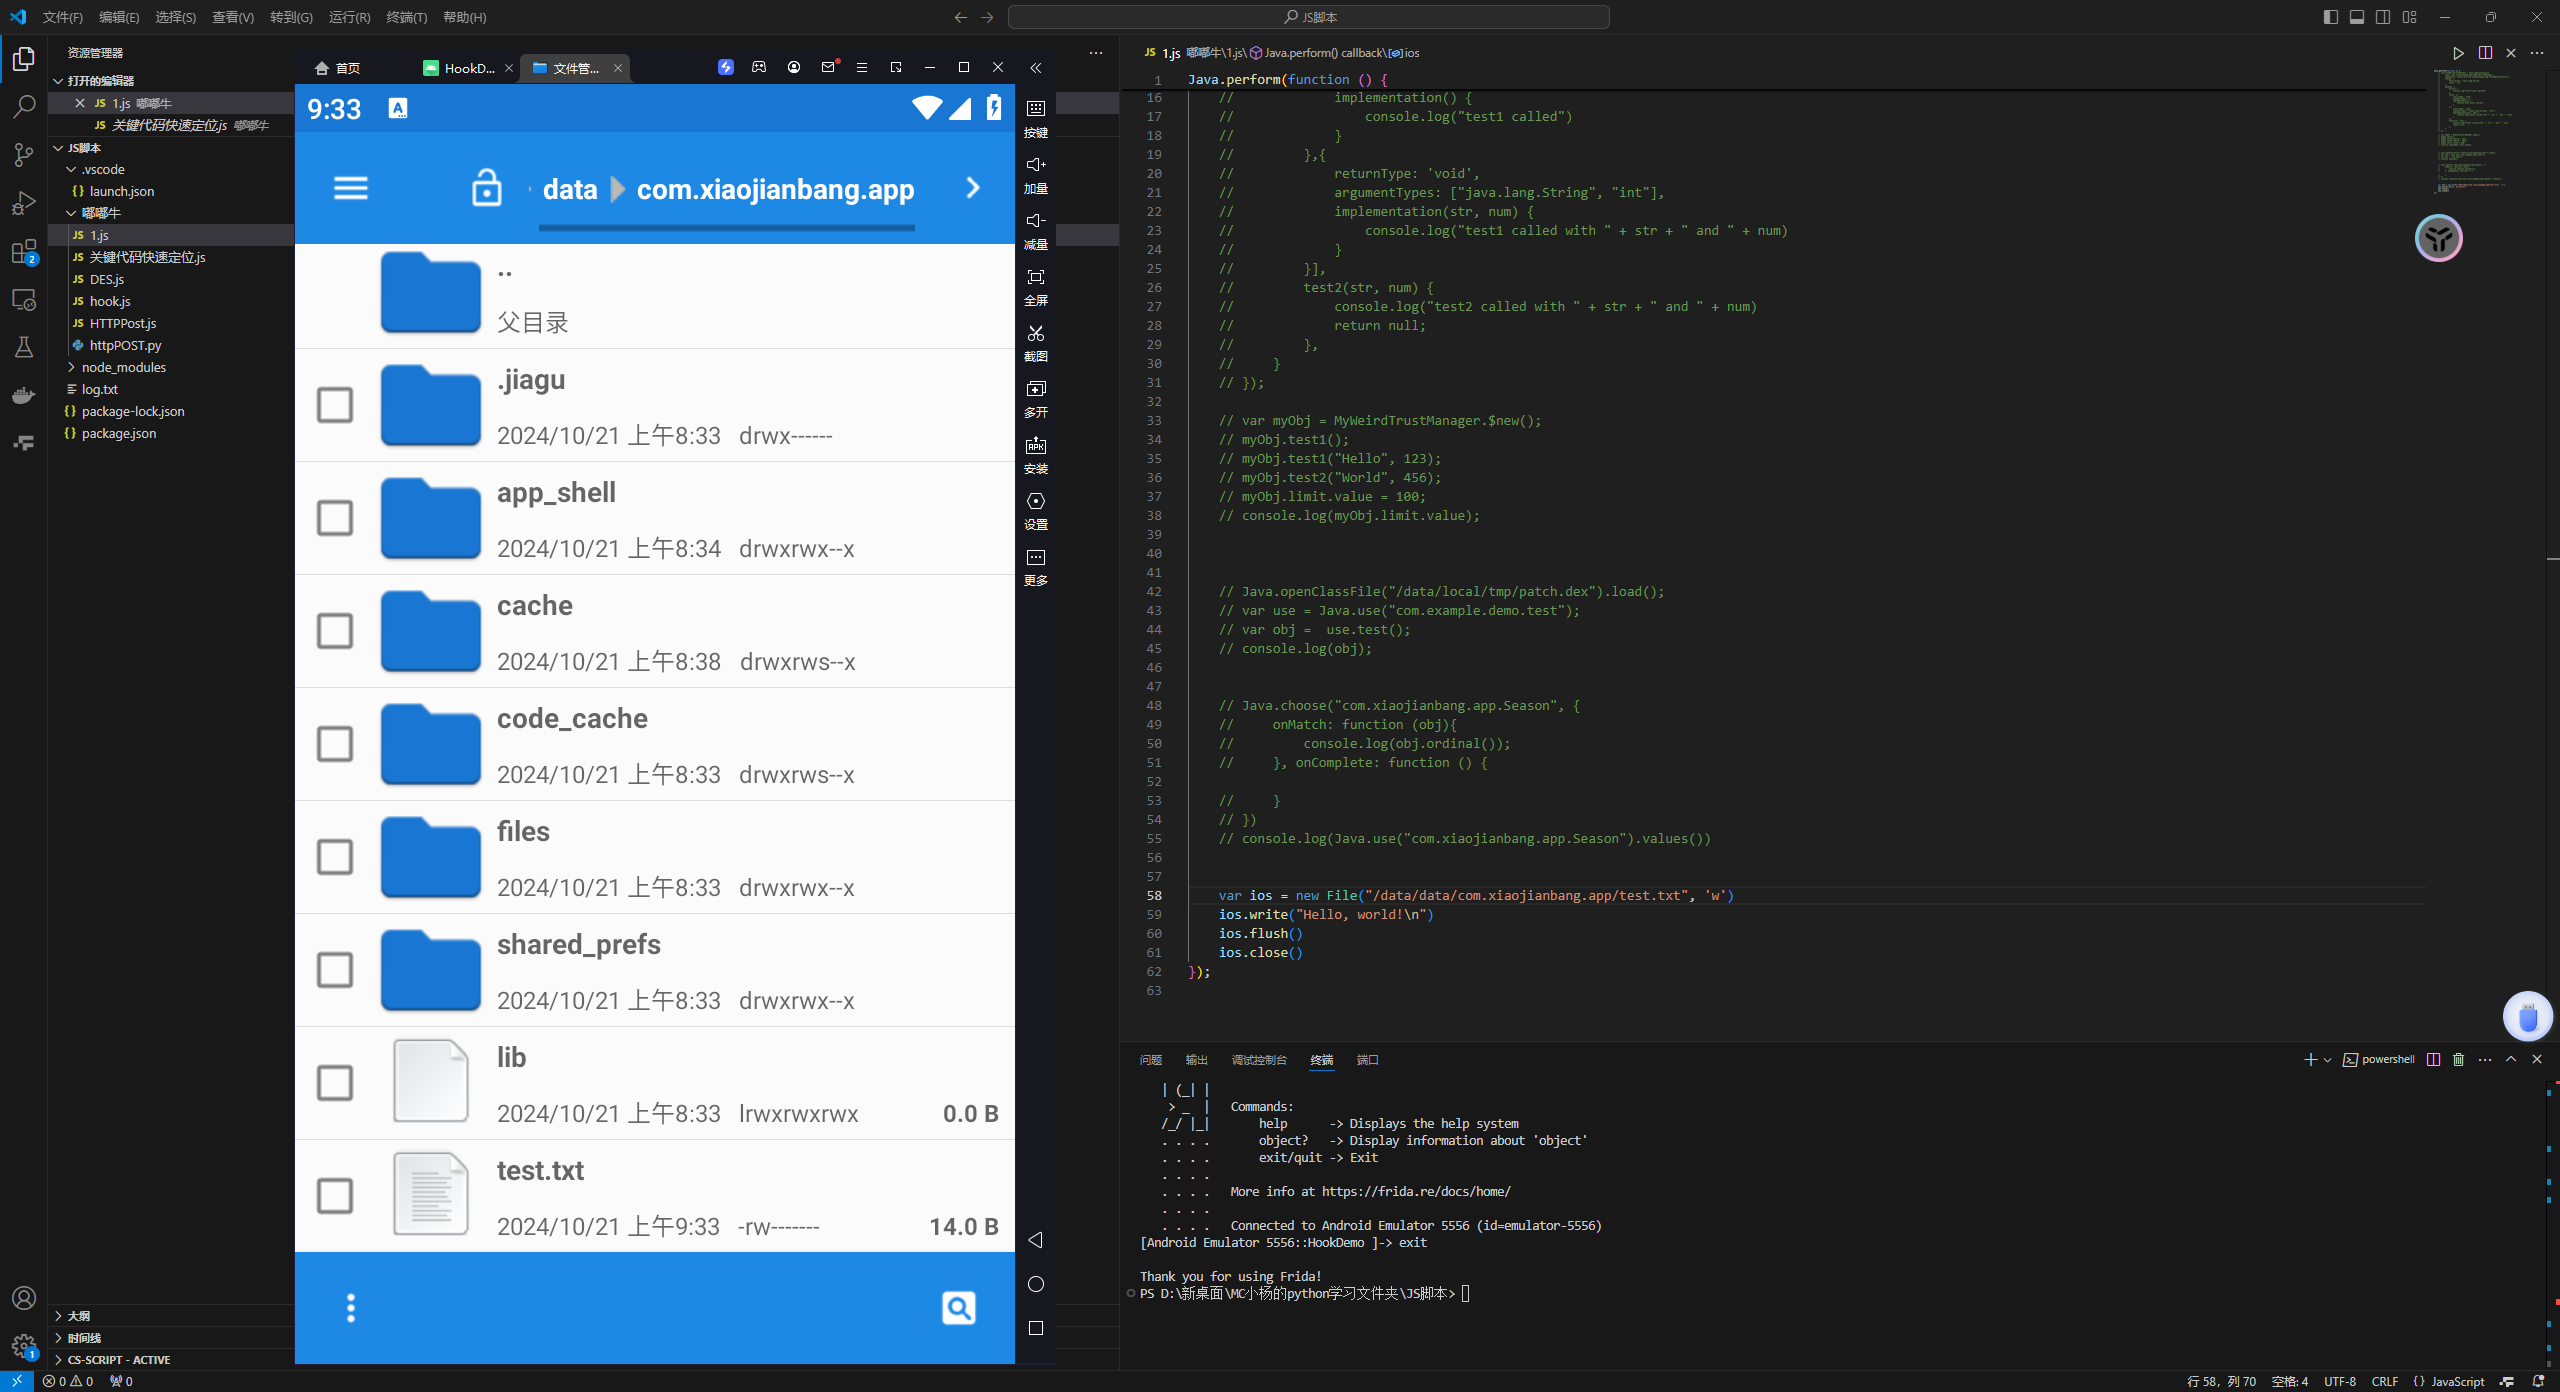 文件(F) 编辑(E) 选择(S) 查看(V) 转到(G) 运行(R) 终端(T) 帮助(H)
JS脚本
资源管理器
打开的编辑器
JS 1.js 嘟嘟牛
JS 关键代码快速定位.js 嘟嘟牛
JS脚本
.vscode
{} launch.json
嘟嘟牛
JS 1.js
JS 关键代码快速定位.js
JS DES.js
JS hook.js
JS HTTPPost.js
httpPOST.py
node_modules
log.txt
{} package-lock.json
{} package.json
大纲
时间线
CS-SCRIPT - ACTIVE
2
1
首页 HookD... 文件管...
9:33 A
data com.xiaojianbang.app
..
父目录
.jiagu
2024/10/21 上午8:33 drwx------
app_shell
2024/10/21 上午8:34 drwxrwx--x
cache
2024/10/21 上午8:38 drwxrws--x
code_cache
2024/10/21 上午8:33 drwxrws--x
files
2024/10/21 上午8:33 drwxrwx--x
shared_prefs
2024/10/21 上午8:33 drwxrwx--x
lib
2024/10/21 上午8:33 lrwxrwxrwx 0.0 B
test.txt
2024/10/21 上午9:33 -rw------- 14.0 B
按键
加量
减量
全屏
截图
多开
APK
安装
设置
更多
JS 1.js 嘟嘟牛\1.js\ Java.perform() callback\ ios
1 Java.perform(function () {
16 // implementation() {
17 // console.log("test1 called")
18 // }
19 // },{
20 // returnType: 'void',
21 // argumentTypes: ["java.lang.String", "int"],
22 // implementation(str, num) {
23 // console.log("test1 called with " + str + " and " + num)
24 // }
25 // }],
26 // test2(str, num) {
27 // console.log("test2 called with " + str + " and " + num)
28 // return null;
29 // },
30 // }
31 // });
32
33 // var myObj = MyWeirdTrustManager.$new();
34 // myObj.test1();
35 // myObj.test1("Hello", 123);
36 // myObj.test2("World", 456);
37 // myObj.limit.value = 100;
38 // console.log(myObj.limit.value);
39
40
41
42 // Java.openClassFile("/data/local/tmp/patch.dex").load();
43 // var use = Java.use("com.example.demo.test");
44 // var obj =  use.test();
45 // console.log(obj);
46
47
48 // Java.choose("com.xiaojianbang.app.Season", {
49 // onMatch: function (obj){
50 // console.log(obj.ordinal());
51 // }, onComplete: function () {
52
53 // }
54 // })
55 // console.log(Java.use("com.xiaojianbang.app.Season").values())
56
57
58 var ios = new File("/data/data/com.xiaojianbang.app/test.txt", 'w')
59 ios.write("Hello, world!\n")
60 ios.flush()
61 ios.close()
62 });
63
问题 输出 调试控制台 终端 端口 powershell
| (_| |
> _ | Commands:
/_/ |_| help -> Displays the help system
. . . . object? -> Display information about 'object'
. . . . exit/quit -> Exit
. . . .
. . . . More info at https://frida.re/docs/home/
. . . .
. . . . Connected to Android Emulator 5556 (id=emulator-5556)
[Android Emulator 5556::HookDemo ]-> exit
Thank you for using Frida!
PS D:\新桌面\MC小杨的python学习文件夹\JS脚本>
0 0 0 行 58，列 70 空格: 4 UTF-8 CRLF {} JavaScript